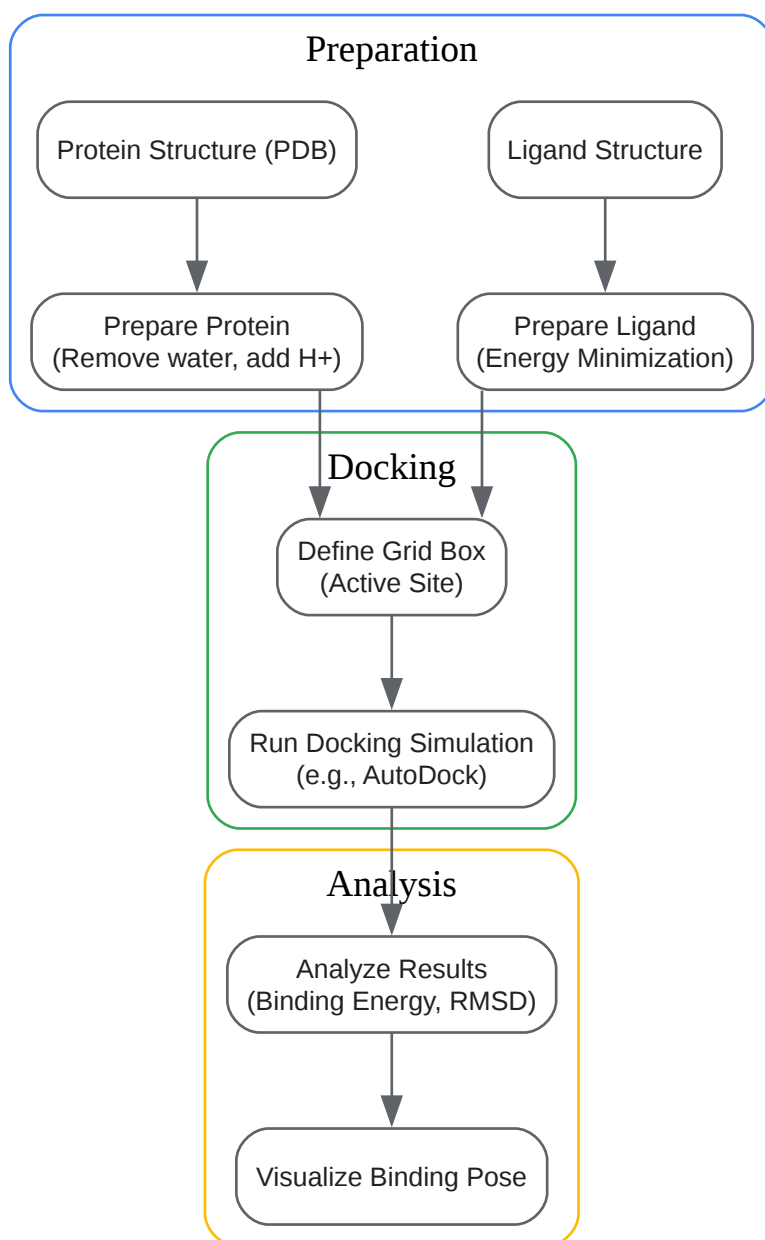 Preparation
Protein Structure (PDB)
Ligand Structure
Prepare Protein
(Remove water, add H+)
Prepare Ligand
(Energy Minimization)
Docking
Define Grid Box
(Active Site)
Run Docking Simulation
(e.g., AutoDock)
Analysis
Analyze Results
(Binding Energy, RMSD)
Visualize Binding Pose